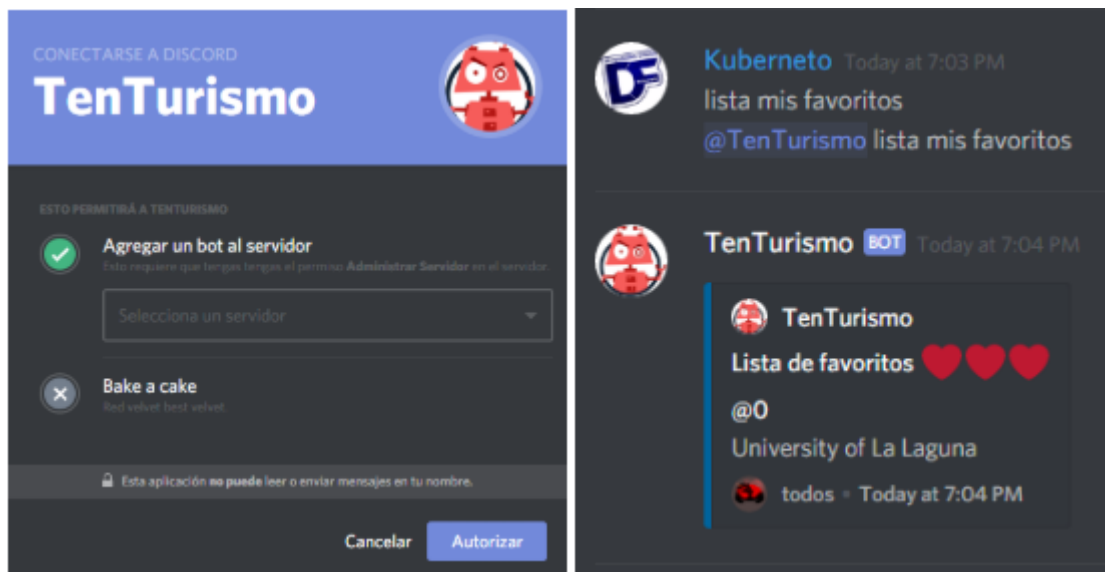 CONECTARSE A DISCORD
TenTurismo
ESTO PERMITIRÁ A TENTURISMO
Agregar un bot al servidor
Esto requiere que tengas tengas el permiso Administrar Servidor en el servidor.
Selecciona un servidor
Bake a cake
Red velvet best velvet.
Esta aplicación no puede leer o enviar mensajes en tu nombre.
Cancelar Autorizar
Kuberneto Today at 7:03 PM
lista mis favoritos
@TenTurismo lista mis favoritos
TenTurismo BOT Today at 7:04 PM
TenTurismo
Lista de favoritos ❤❤❤
@0
University of La Laguna
todos • Today at 7:04 PM